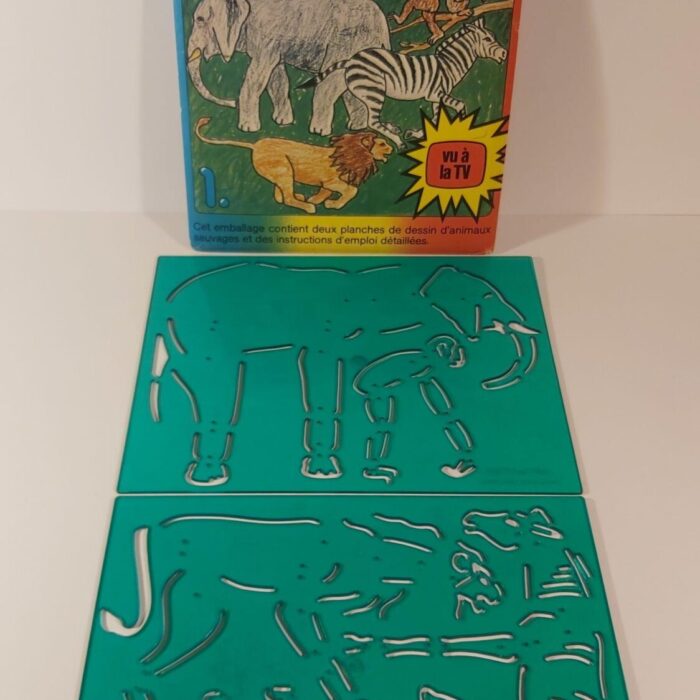 vu à
la TV
1.
Cet emballage contient deux planches de dessin d'animaux
sauvages et des instructions d'emploi détaillées.